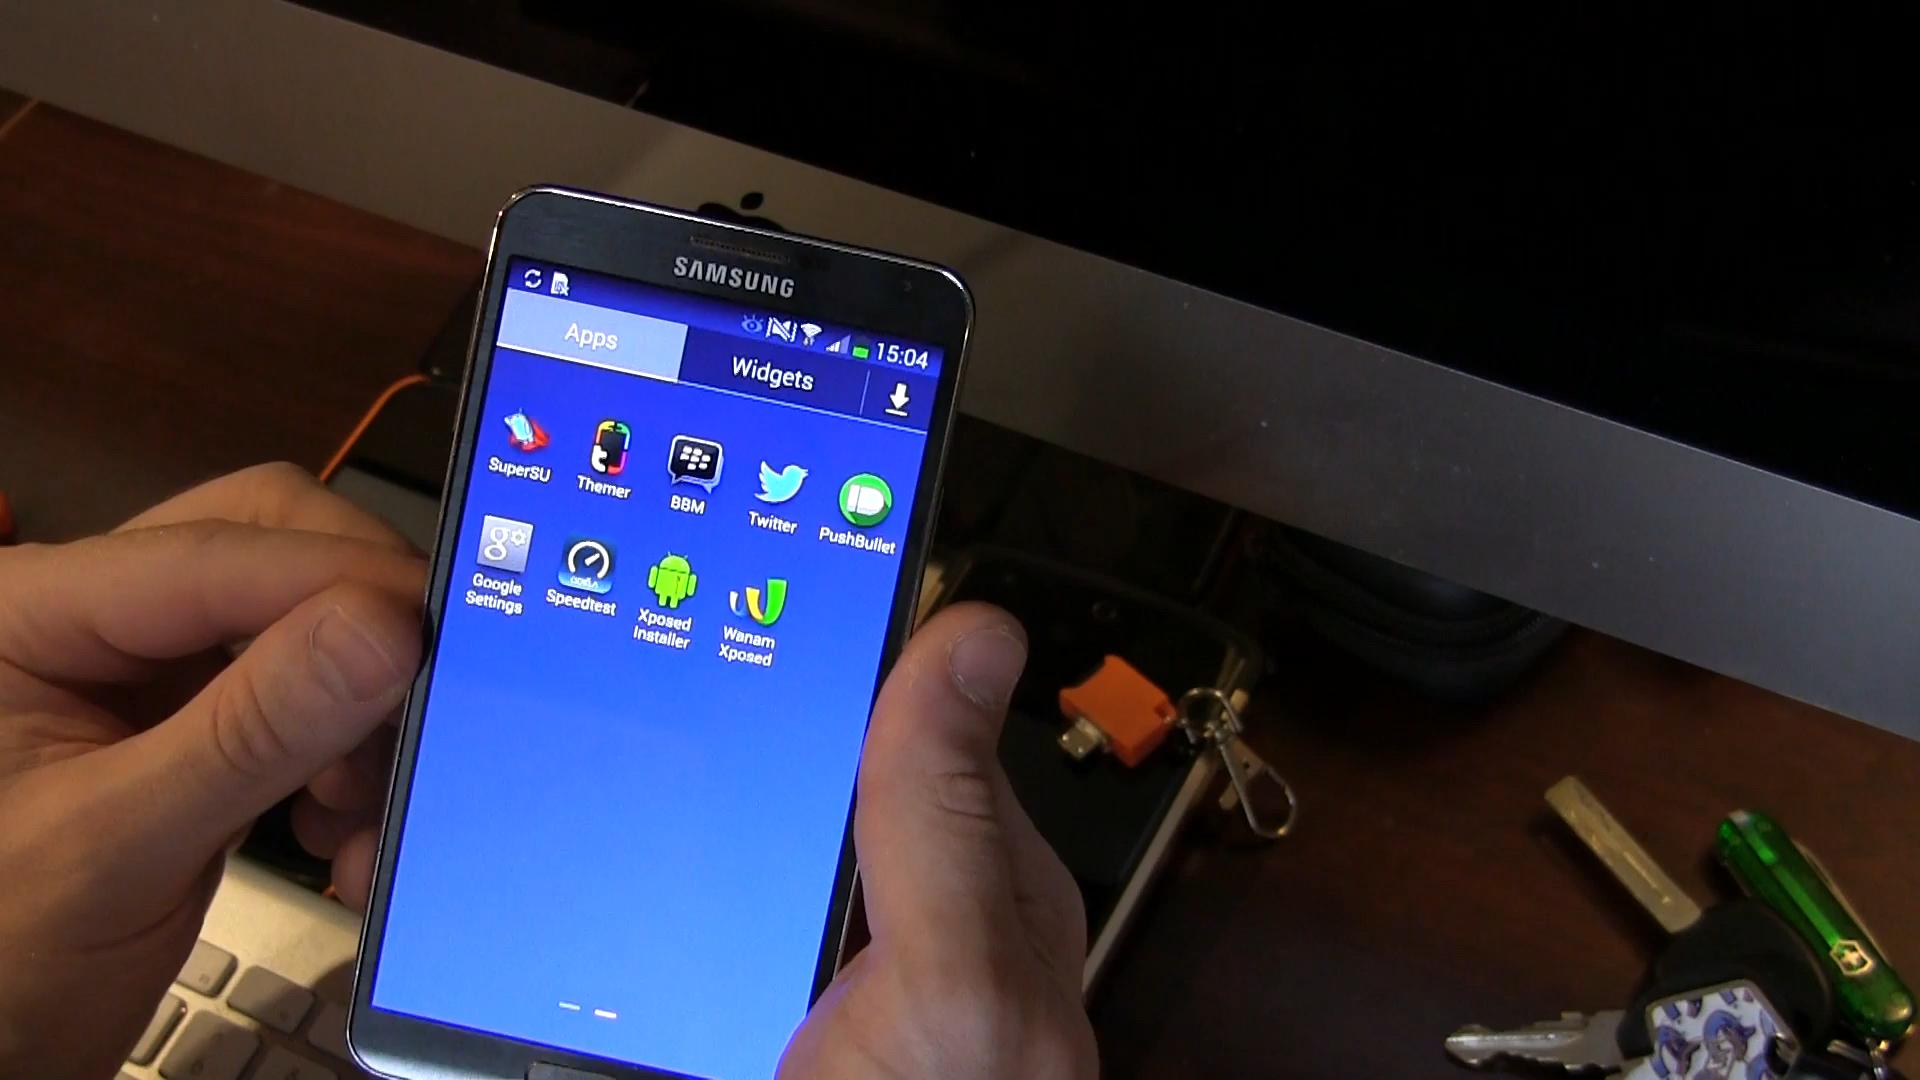 SAMSUNG
15:04
Apps
Widgets
SuperSU
Themer
BBM
Twitter
PushBullet
Google
Settings
Speedtest
Xposed
Installer
Wanam
Xposed